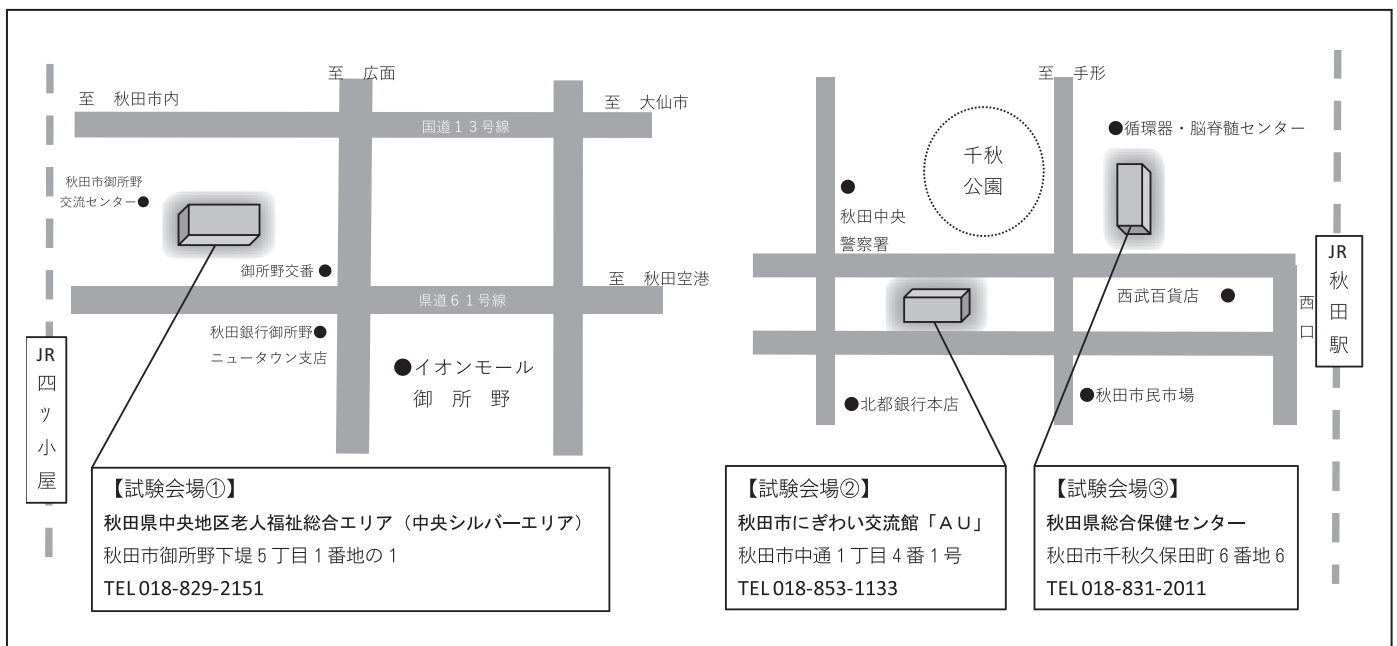 至　広面
至　秋田市内
至　大仙市
国道１３号線
秋田市御所野
交流センター●
御所野交番 ●
至　秋田空港
県道６１号線
秋田銀行御所野●
ニュータウン支店
●イオンモール
御　所　野
JR四ッ小屋
【試験会場①】
秋田県中央地区老人福祉総合エリア（中央シルバーエリア）
秋田市御所野下堤５丁目１番地の１
TEL018-829-2151
至　手形
●循環器・脳脊髄センター
千秋
公園
秋田中央
警察署
西武百貨店　●
西口
JR秋田駅
●北都銀行本店
●秋田市民市場
【試験会場②】
秋田市にぎわい交流館「ＡＵ」
秋田市中通１丁目４番１号
TEL018-853-1133
【試験会場③】
秋田県総合保健センター
秋田市千秋久保田町６番地６
TEL018-831-2011